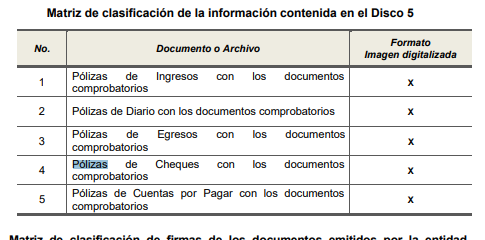 Matriz de clasificación de la información contenida en el Disco 5
No. Documento o Archivo Formato
Imagen digitalizada
1 Pólizas de Ingresos con los documentos
comprobatorios x
2 Pólizas de Diario con los documentos comprobatorios x
3 Pólizas de Egresos con los documentos
comprobatorios x
4 Pólizas de Cheques con los documentos
comprobatorios x
5 Pólizas de Cuentas por Pagar con los documentos
comprobatorios x
Matriz de clasificación de firmas de los documentos emitidos por la entidad